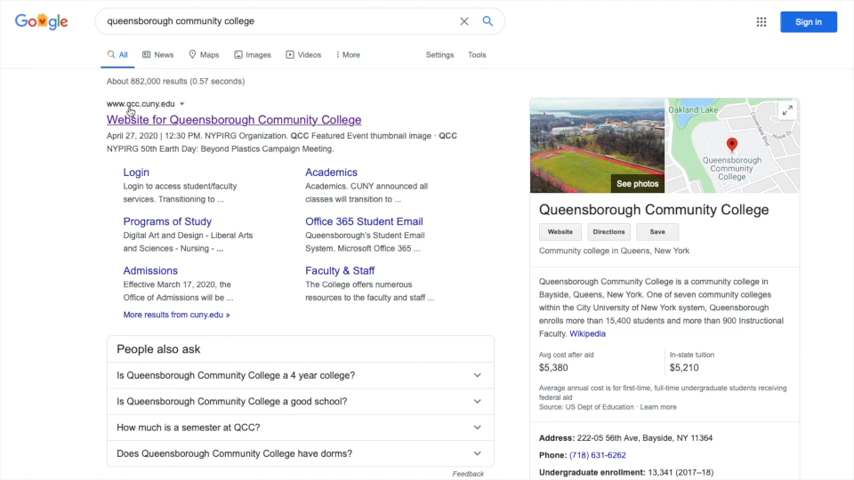 Google
queensborough community college
Sign in
All
News
Maps
Images
Videos
More
Settings
Tools
About 882,000 results (0.57 seconds)
www.qcc.cuny.edu
Website for Queensborough Community College
April 27, 2020 | 12:30 PM. NYPIRG Organization. QCC Featured Event thumbnail image · QCC
NYPIRG 50th Earth Day: Beyond Plastics Campaign Meeting.
Login
Login to access student/faculty
services. Transitioning to ...
Academics
Academics. CUNY announced all
classes will transition to ...
Programs of Study
Digital Art and Design - Liberal Arts
and Sciences - Nursing - ...
Office 365 Student Email
Queensborough's Student Email
System. Microsoft Office 365 ...
Admissions
Effective March 17, 2020, the
Office of Admissions will be ...
Faculty & Staff
The College offers numerous
resources to the faculty and staff ...
More results from cuny.edu »
People also ask
Is Queensborough Community College a 4 year college?
Is Queensborough Community College a good school?
How much is a semester at QCC?
Does Queensborough Community College have dorms?
Feedback
See photos
Oakland Lake
Cloverdale Blvd
Queensborough
Community
College
Queensborough Community College
Website
Directions
Save
Community college in Queens, New York
Queensborough Community College is a community college in
Bayside, Queens, New York. One of seven community colleges
within the City University of New York system, Queensborough
enrolls more than 15,400 students and more than 900 Instructional
Faculty. Wikipedia
Avg cost after aid
$5,380
In-state tuition
$5,210
Average annual cost is for first-time, full-time undergraduate students receiving
federal aid
Source: US Dept of Education · Learn more
Address: 222-05 56th Ave, Bayside, NY 11364
Phone: (718) 631-6262
Undergraduate enrollment: 13,341 (2017–18)